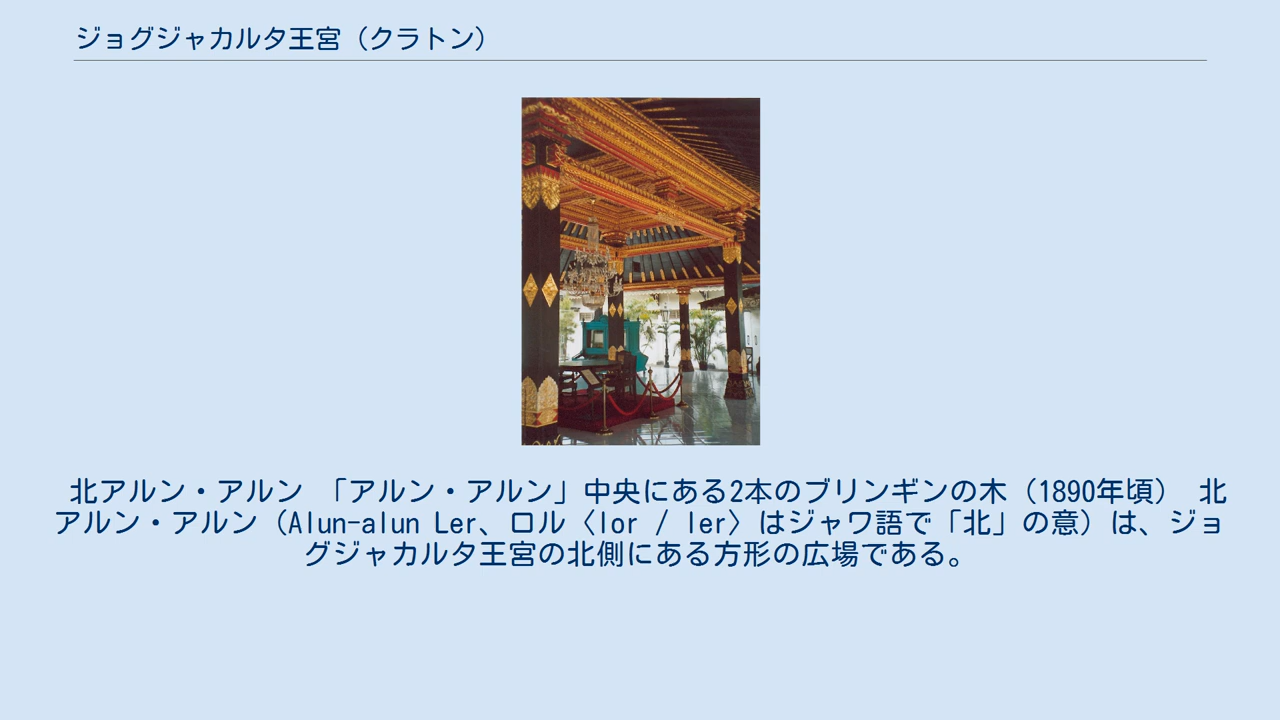 ジョグジャカルタ王宮（クラトン）
北アルン・アルン 「アルン・アルン」中央にある2本のブリンギンの木（1890年頃） 北
アルン・アルン（Alun-alun Ler、ロル〈lor / ler〉はジャワ語で「北」の意）は、ジョ
グジャカルタ王宮の北側にある方形の広場である。